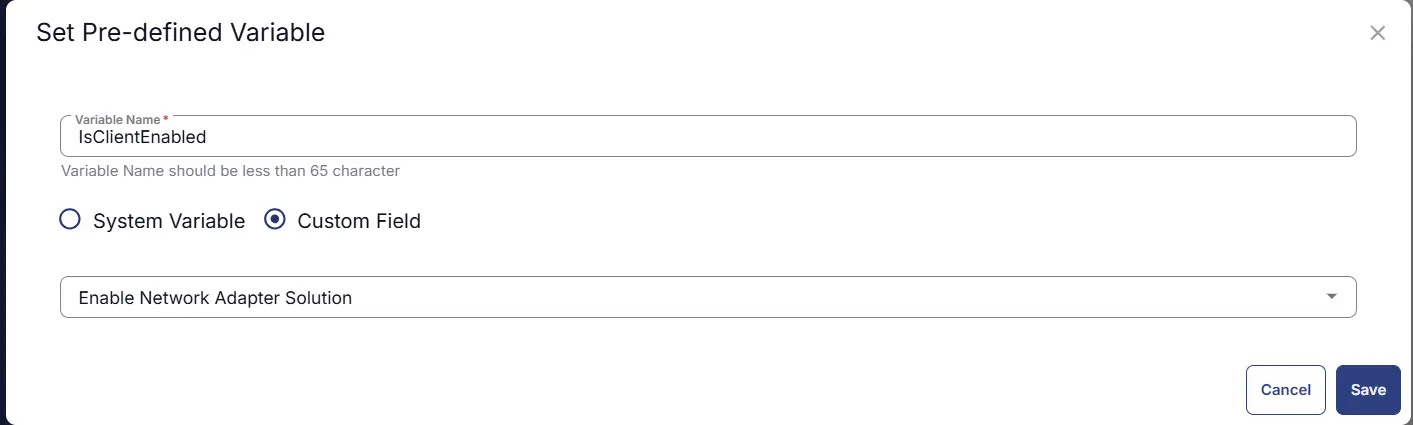 Set Pre-defined Variable
Variable Name *
IsClientEnabled
Variable Name should be less than 65 character
System Variable Custom Field
Enable Network Adapter Solution
Cancel Save